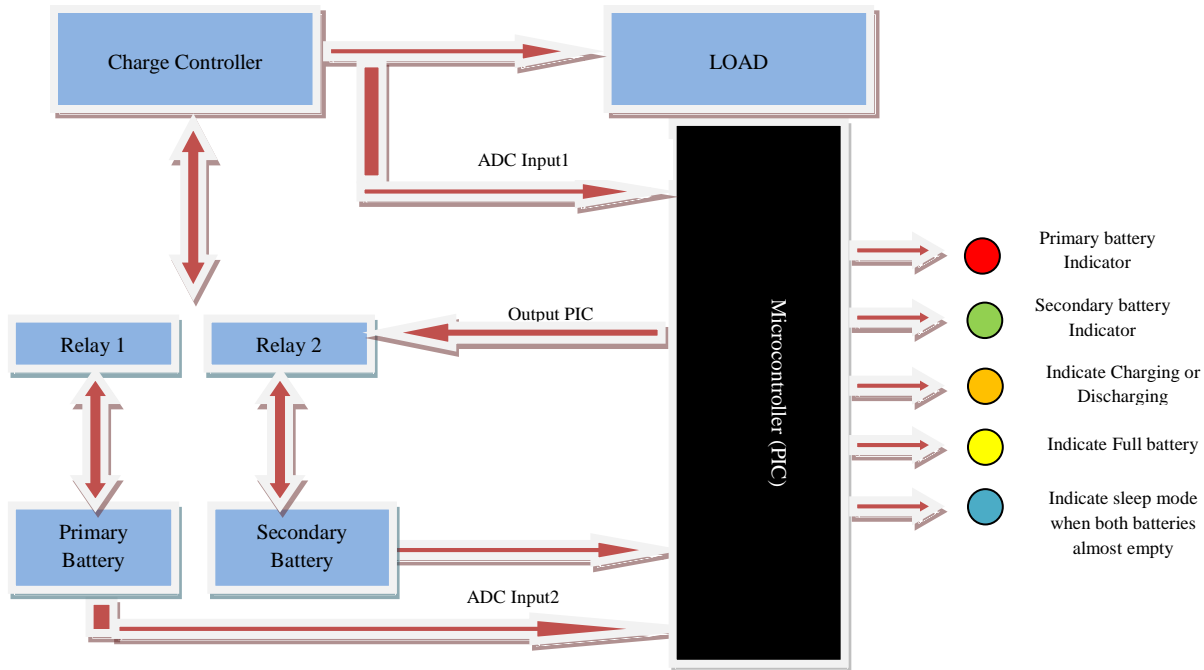 Charge Controller
LOAD
ADC Input1
Primary battery
Indicator
Secondary battery
Indicator
Output PIC
Relay 1
Relay 2
Microcontroller (PIC)
Indicate Charging or
Discharging
Indicate Full battery
Indicate sleep mode
when both batteries
almost empty
Primary
Battery
Secondary
Battery
ADC Input2